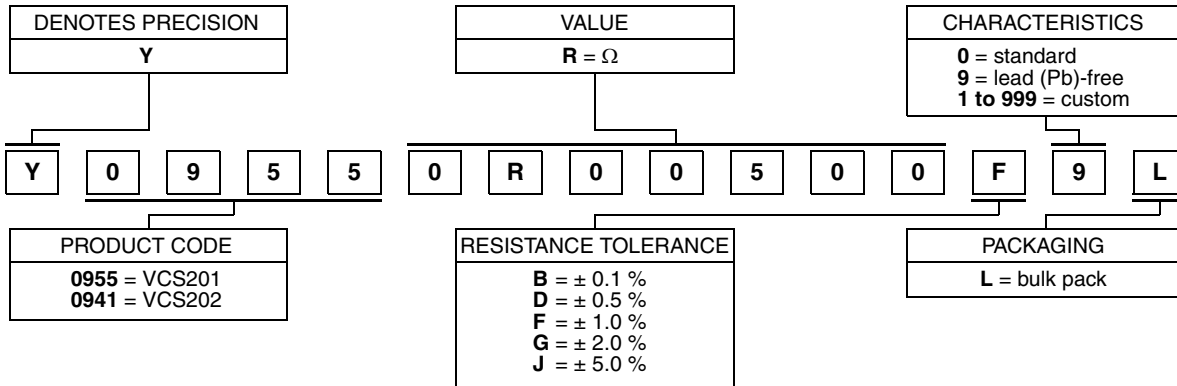 DENOTES PRECISION
Y
VALUE
R = Ω
CHARACTERISTICS
0 = standard
9 = lead (Pb)-free
1 to 999 = custom
Y 0 9 5 5 0 R 0 0 5 0 0 F 9 L
PRODUCT CODE
0955 = VCS201
0941 = VCS202
RESISTANCE TOLERANCE
B = ± 0.1 %
D = ± 0.5 %
F = ± 1.0 %
G = ± 2.0 %
J = ± 5.0 %
PACKAGING
L = bulk pack